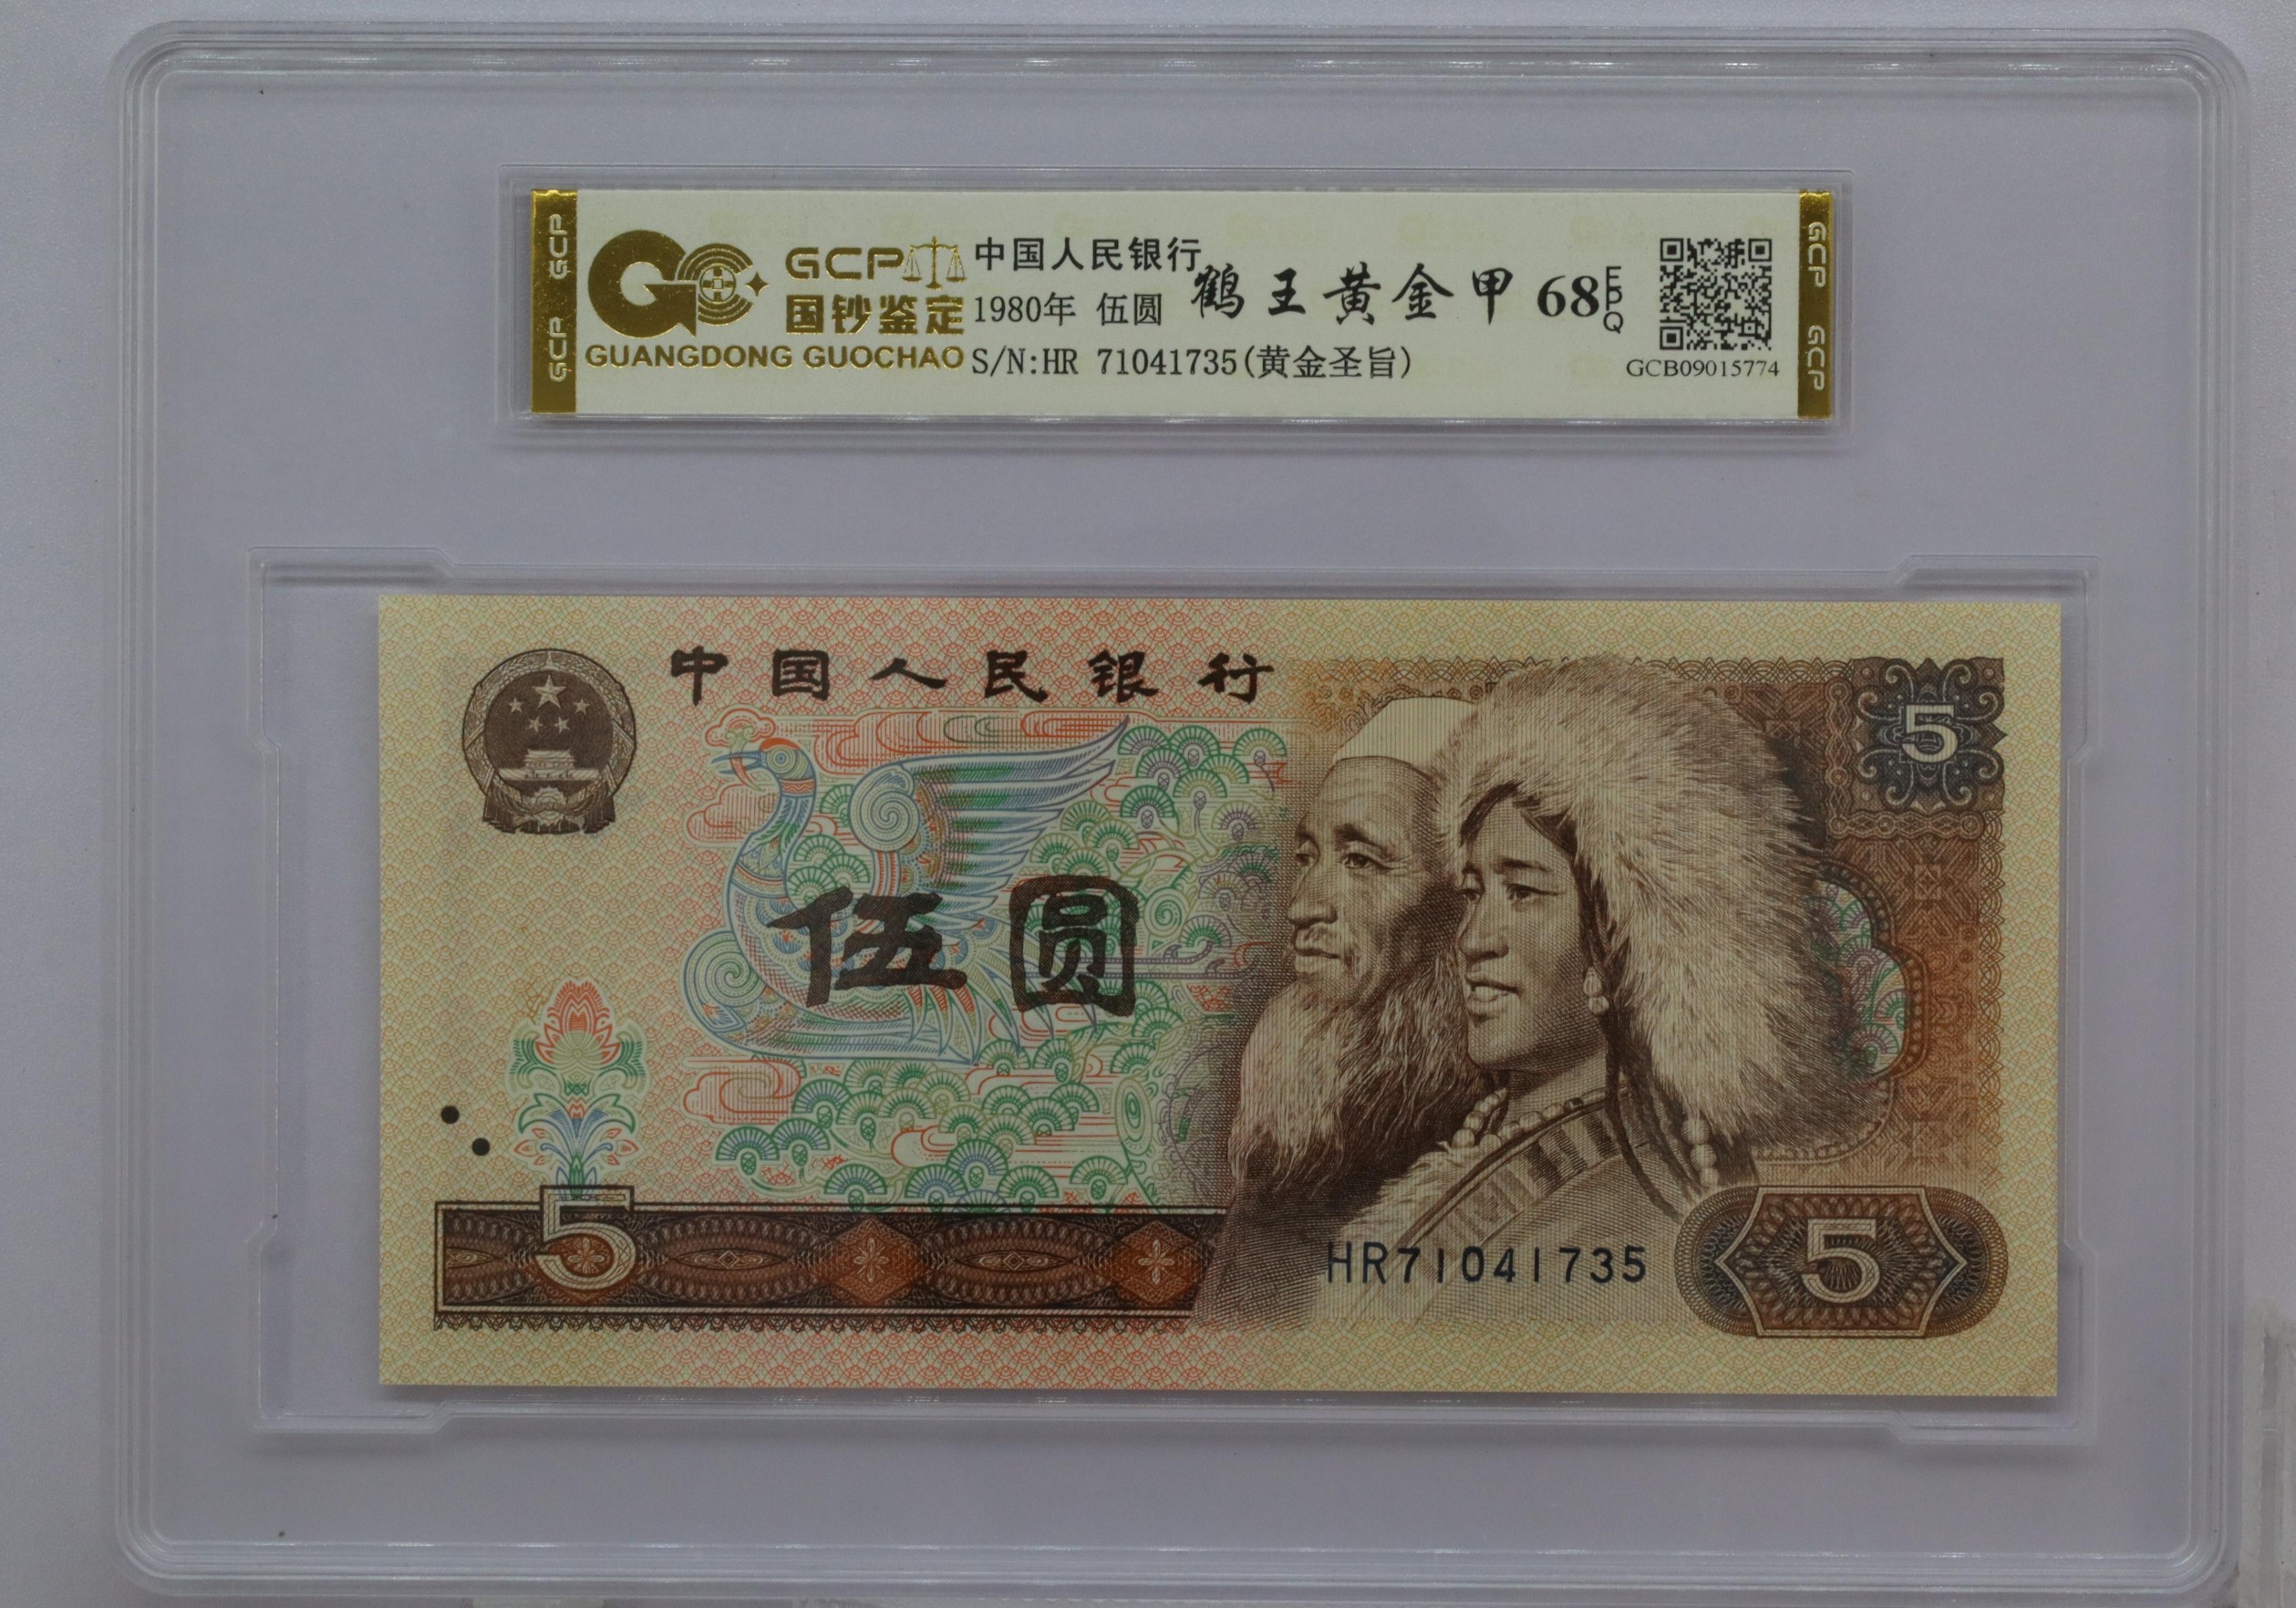 GCP GCP
GCP
国钞鉴定
GUANGDONG GUOCHAO
中国人民银行
1980年 伍圆
S/N:HR 71041735(黄金圣旨)
鹤王黄金甲 68 EPQ
GCB09015774
GCP GCP
中国人民银行
5
伍圆
5
HR71041735
5